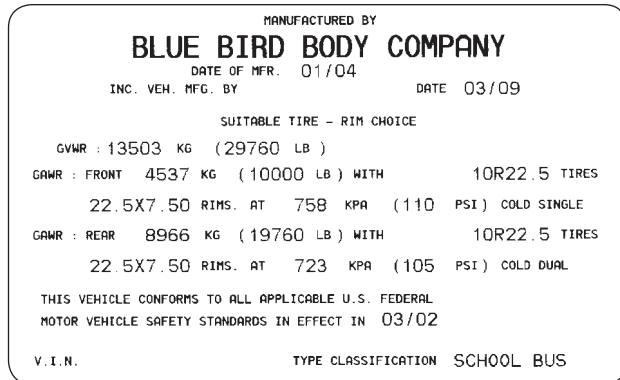 MANUFACTURED BY
BLUE BIRD BODY COMPANY
DATE OF MFR. 01/04
INC. VEH. MFG. BY DATE 03/09
SUITABLE TIRE - RIM CHOICE
GVWR : 13503 KG (29760 LB )
GAWR : FRONT 4537 KG (10000 LB ) WITH 10R22.5 TIRES
22.5X7.50 RIMS. AT 758 KPA (110 PSI ) COLD SINGLE
GAWR : REAR 8966 KG (19760 LB ) WITH 10R22.5 TIRES
22.5X7.50 RIMS. AT 723 KPA (105 PSI ) COLD DUAL
THIS VEHICLE CONFORMS TO ALL APPLICABLE U.S. FEDERAL
MOTOR VEHICLE SAFETY STANDARDS IN EFFECT IN 03/02
V.I.N. TYPE CLASSIFICATION SCHOOL BUS